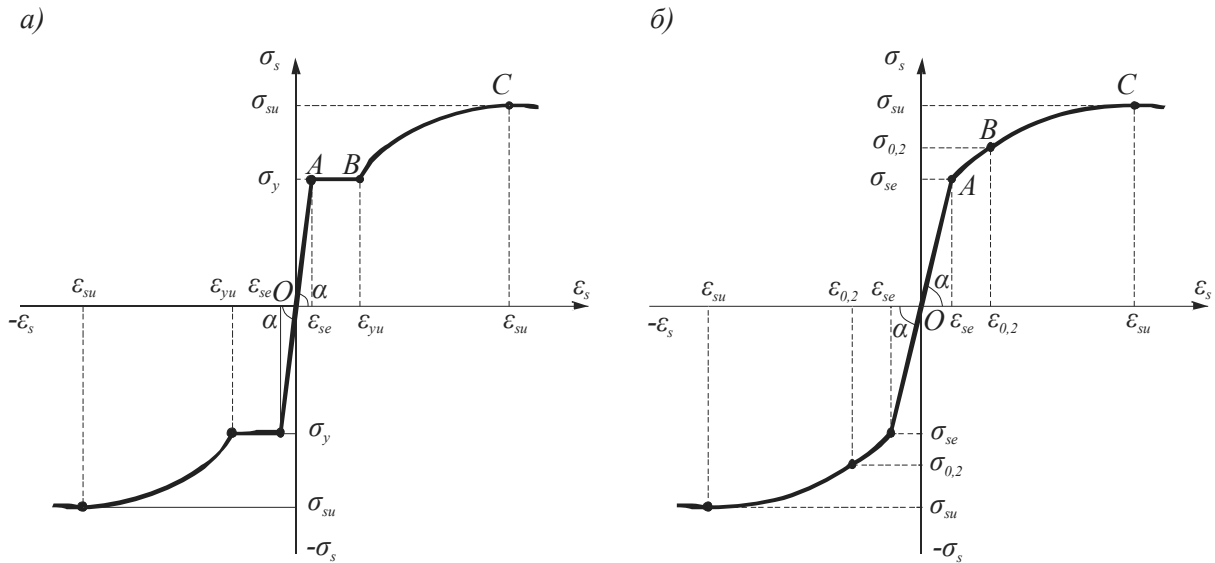 а) б)
σs σs
C C
σsu σsu
B
σ0,2
A B
σy σse
A
εsu εyu εse O α εs εsu ε0,2 εse α εs
-εs α εse εyu εsu -εs α O εse ε0,2 εsu
σy σse
σ0,2
σsu σsu
-σs -σs